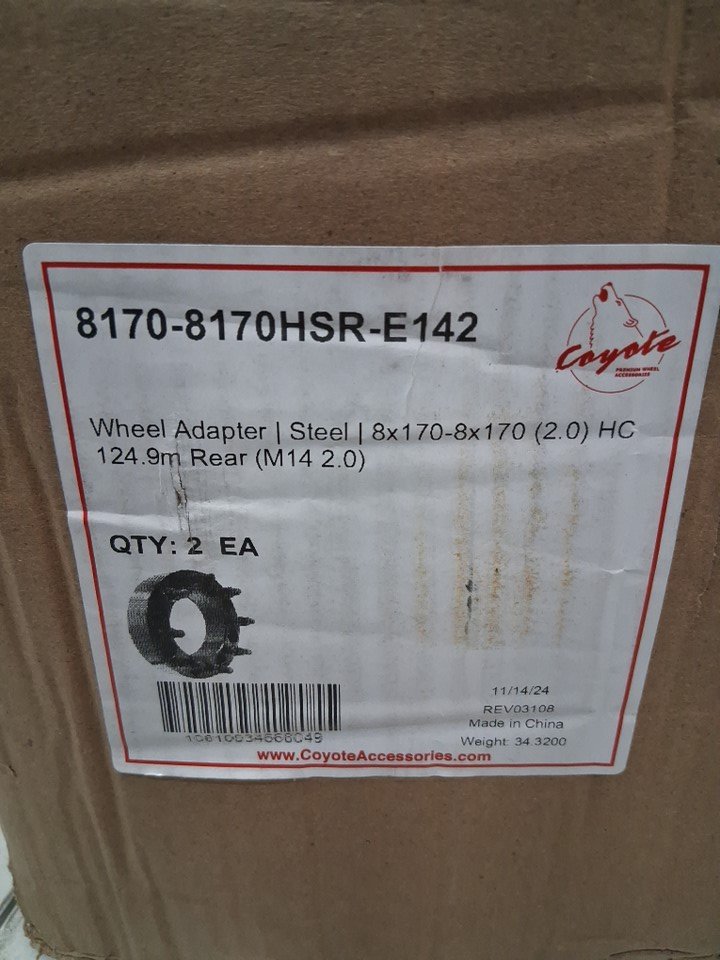 8170-8170HSR-E142
Coyote
PREMIUM WHEEL
ACCESSORIES
Wheel Adapter | Steel | 8x170-8x170 (2.0) HC
124.9m Rear (M14 2.0)
QTY: 2 EA
11/14/24
REV03108
Made in China
Weight: 34.3200
www.CoyoteAccessories.com